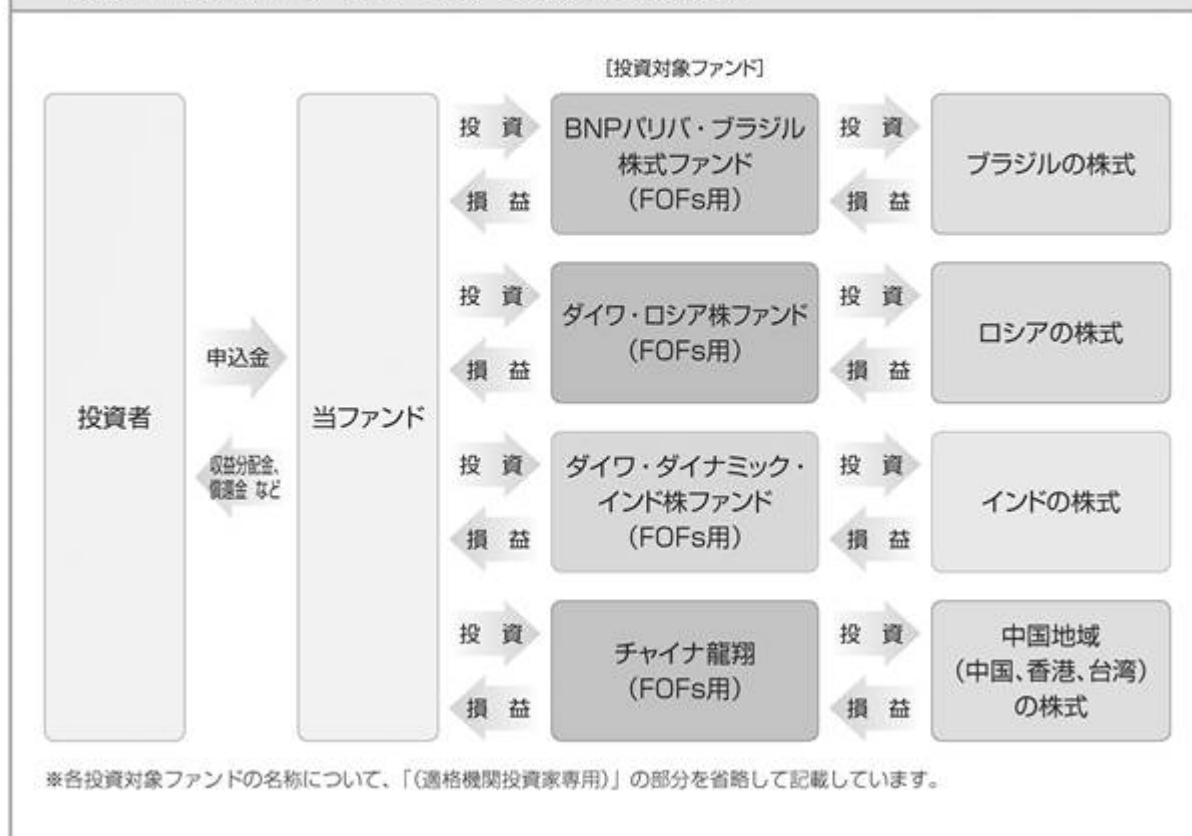 [投資対象ファンド]
投資者
申込金
収益分配金、
償還金 など
当ファンド
投 資
損 益
BNPパリバ・ブラジル
株式ファンド
(FOFs用)
投 資
損 益
ブラジルの株式
投 資
損 益
ダイワ・ロシア株ファンド
(FOFs用)
投 資
損 益
ロシアの株式
投 資
損 益
ダイワ・ダイナミック・
インド株ファンド
(FOFs用)
投 資
損 益
インドの株式
投 資
損 益
チャイナ龍翔
(FOFs用)
投 資
損 益
中国地域
(中国、香港、台湾)
の株式
※各投資対象ファンドの名称について、「(適格機関投資家専用)」の部分を省略して記載しています。